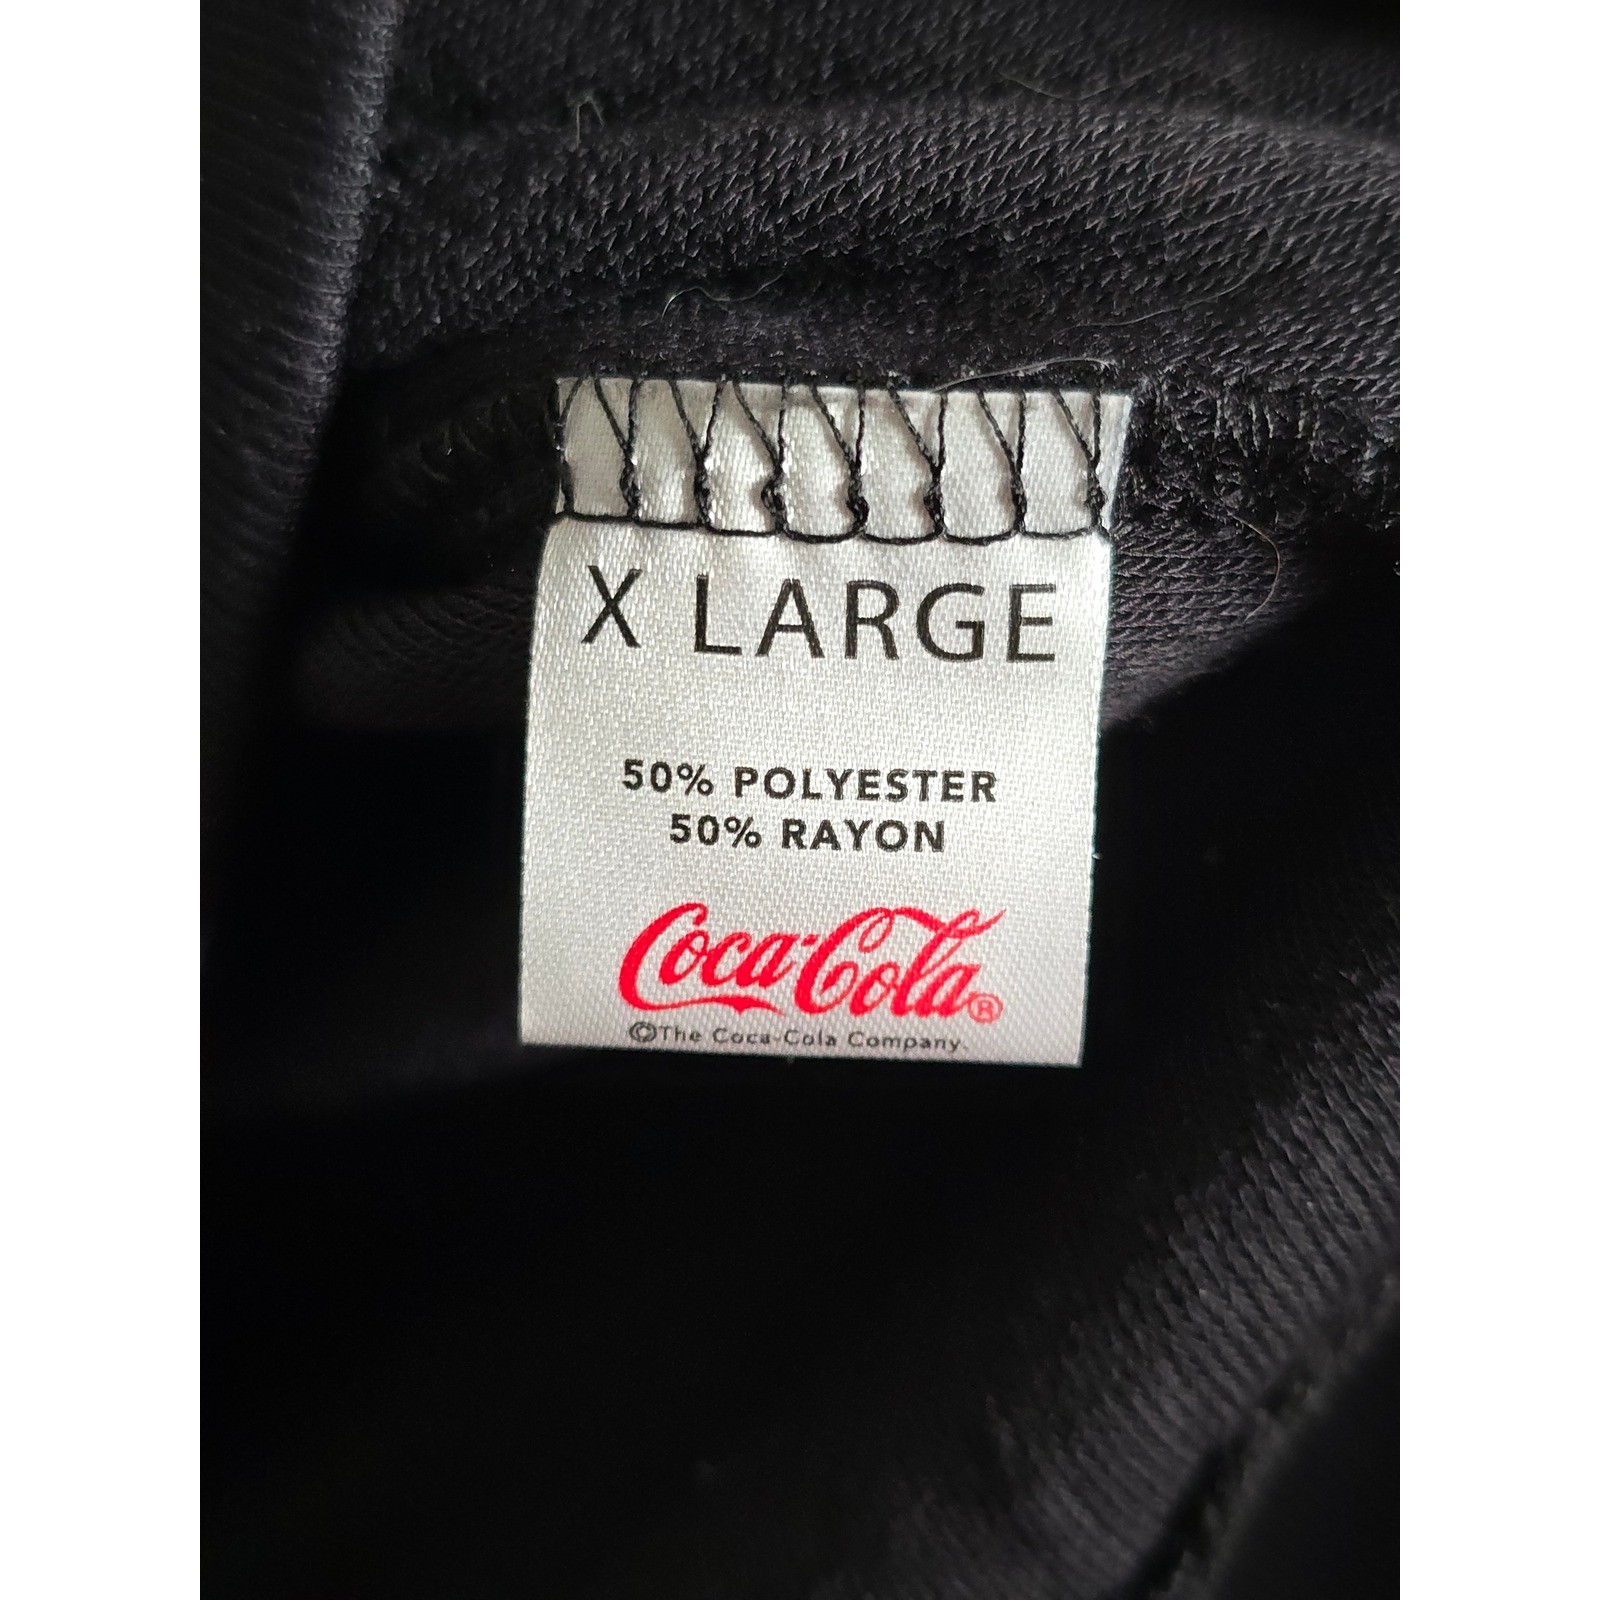 X LARGE
50% POLYESTER
50% RAYON
Coca-Cola®
©The Coca-Cola Company.